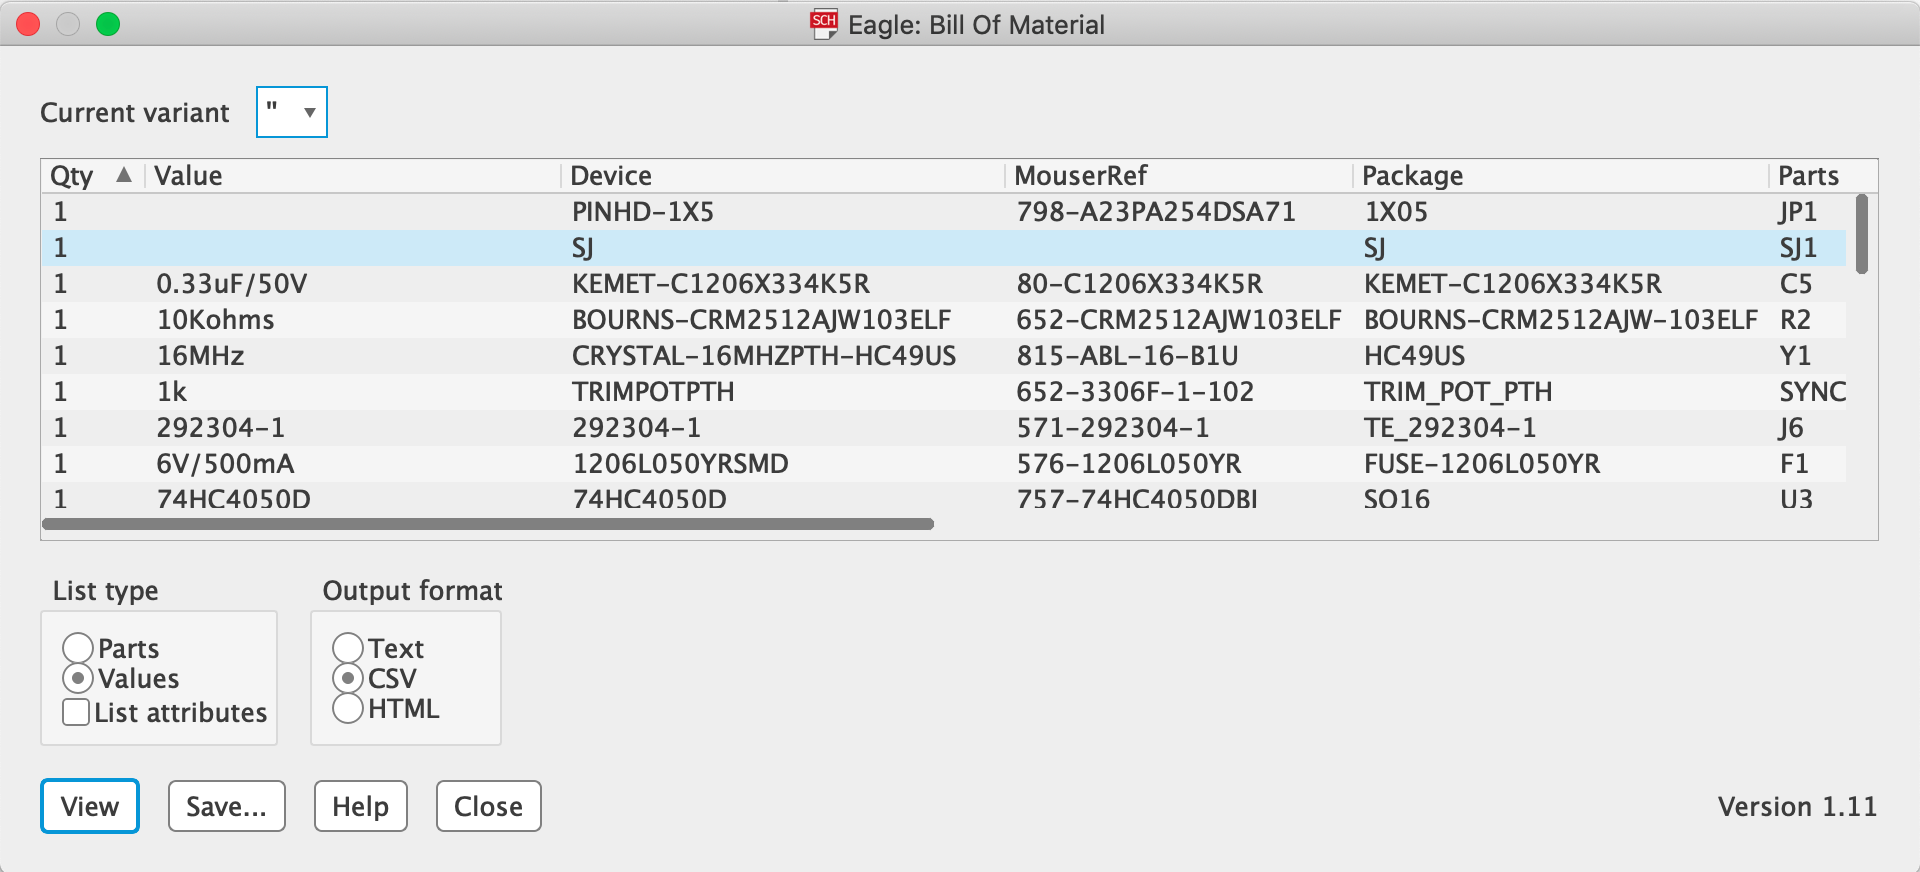 SCH Eagle: Bill Of Material
Current variant " ▼
Qty ▲ Value Device MouserRef Package Parts
1 PINHD-1X5 798-A23PA254DSA71 1X05 JP1
1 SJ SJ SJ1
1 0.33uF/50V KEMET-C1206X334K5R 80-C1206X334K5R KEMET-C1206X334K5R C5
1 10Kohms BOURNS-CRM2512AJW103ELF 652-CRM2512AJW103ELF BOURNS-CRM2512AJW-103ELF R2
1 16MHz CRYSTAL-16MHZPTH-HC49US 815-ABL-16-B1U HC49US Y1
1 1k TRIMPOTPTH 652-3306F-1-102 TRIM_POT_PTH SYNC
1 292304-1 292304-1 571-292304-1 TE_292304-1 J6
1 6V/500mA 1206L050YRSMD 576-1206L050YR FUSE-1206L050YR F1
1 74HC4050D 74HC4050D 757-74HC4050DBI SO16 U3
List type Output format
Parts Text
Values CSV
List attributes HTML
View Save... Help Close Version 1.11